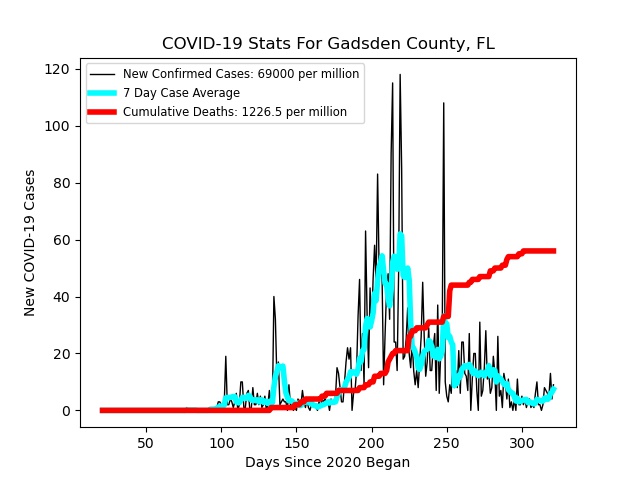 COVID-19 Stats For Gadsden County, FL
New Confirmed Cases: 69000 per million
7 Day Case Average
Cumulative Deaths: 1226.5 per million
New COVID-19 Cases
120
100
80
60
40
20
0
50
100
150
200
250
300
Days Since 2020 Began